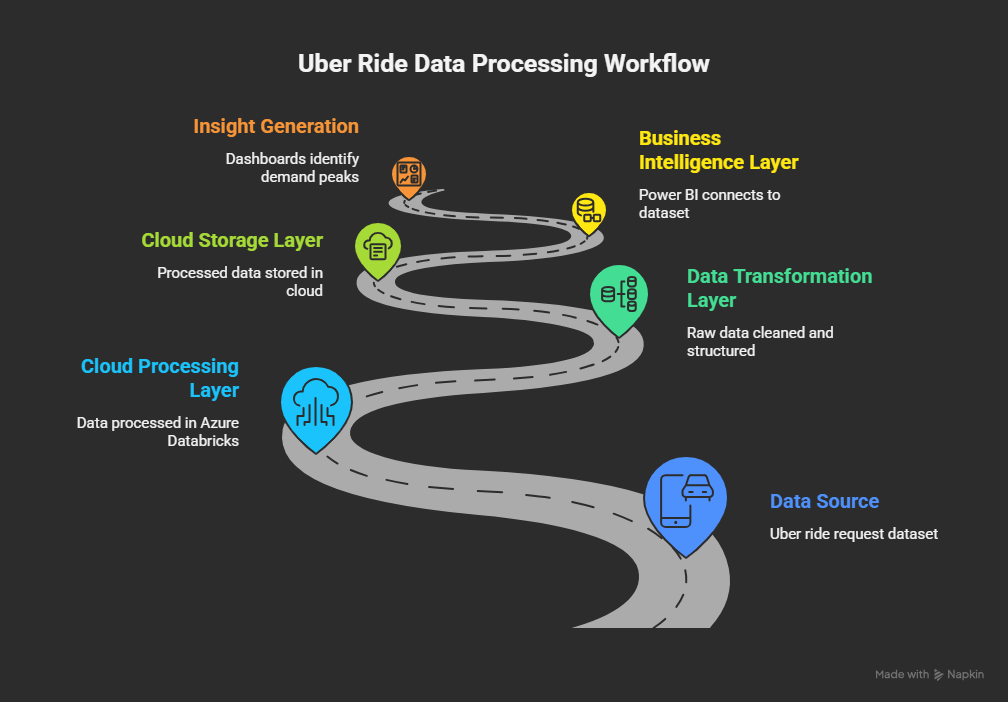 Uber Ride Data Processing Workflow
Insight Generation
Dashboards identify
demand peaks
Business
Intelligence Layer
Power BI connects to
dataset
Cloud Storage Layer
Processed data stored in
cloud
Data Transformation
Layer
Raw data cleaned and
structured
Cloud Processing
Layer
Data processed in Azure
Databricks
Data Source
Uber ride request dataset
Made with Napkin